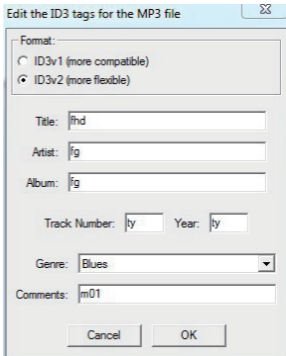 Edit the ID3 tags for the MP3 file
Format:
ID3v1 (more compatible)
ID3v2 (more flexible)
Title: fhd
Artist: fg
Album: fg
Track Number: ty Year: ty
Genre: Blues
Comments: m01
Cancel OK